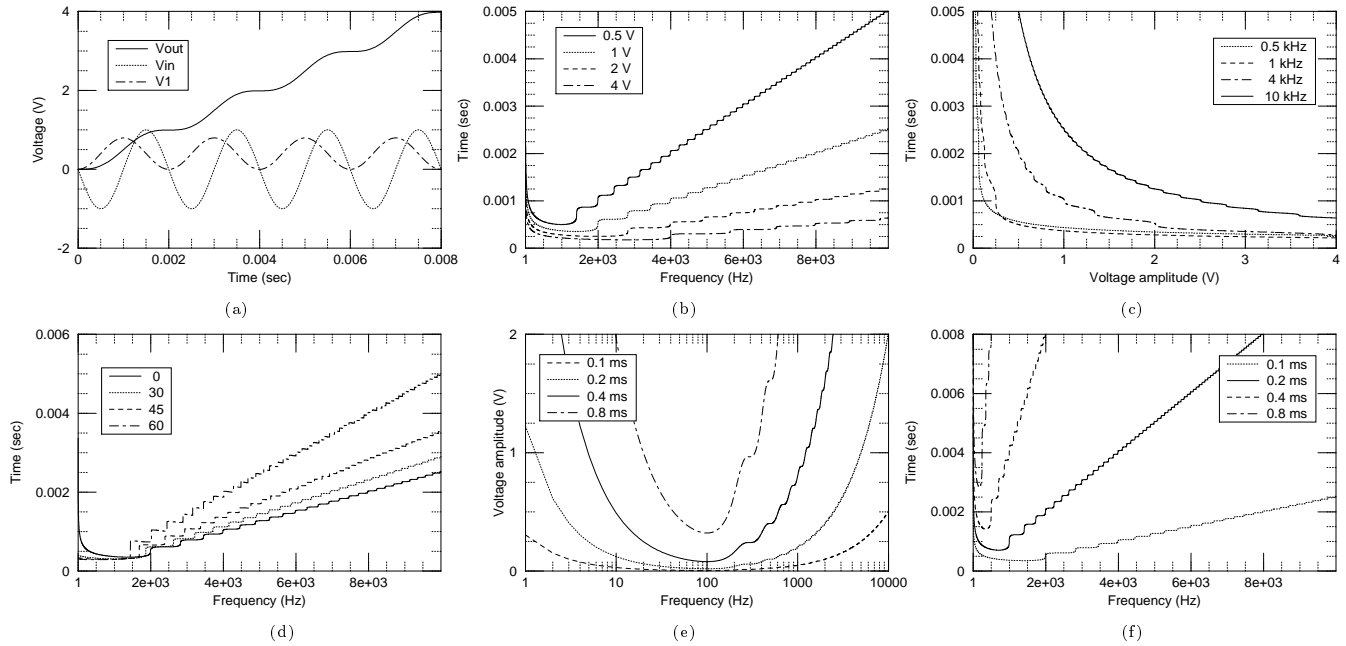 4
2
0
-2
Voltage (V)
Vout
Vin
V1
0
0.002
0.004
0.006
0.008
Time (sec)
(a)
0.005
0.004
0.003
0.002
0.001
0
Time (sec)
0.5 V
1 V
2 V
4 V
1
2e+03
4e+03
6e+03
8e+03
Frequency (Hz)
(b)
0.005
0.004
0.003
0.002
0.001
0
Time (sec)
0.5 kHz
1 kHz
4 kHz
10 kHz
0
1
2
3
4
Voltage amplitude (V)
(c)
0.006
0.004
0.002
0
Time (sec)
0
30
45
60
1
2e+03
4e+03
6e+03
8e+03
Frequency (Hz)
(d)
2
1
0
Voltage amplitude (V)
0.1 ms
0.2 ms
0.4 ms
0.8 ms
1
10
100
1000
10000
Frequency (Hz)
(e)
0.008
0.006
0.004
0.002
0
Time (sec)
0.1 ms
0.2 ms
0.4 ms
0.8 ms
1
2e+03
4e+03
6e+03
8e+03
Frequency (Hz)
(f)